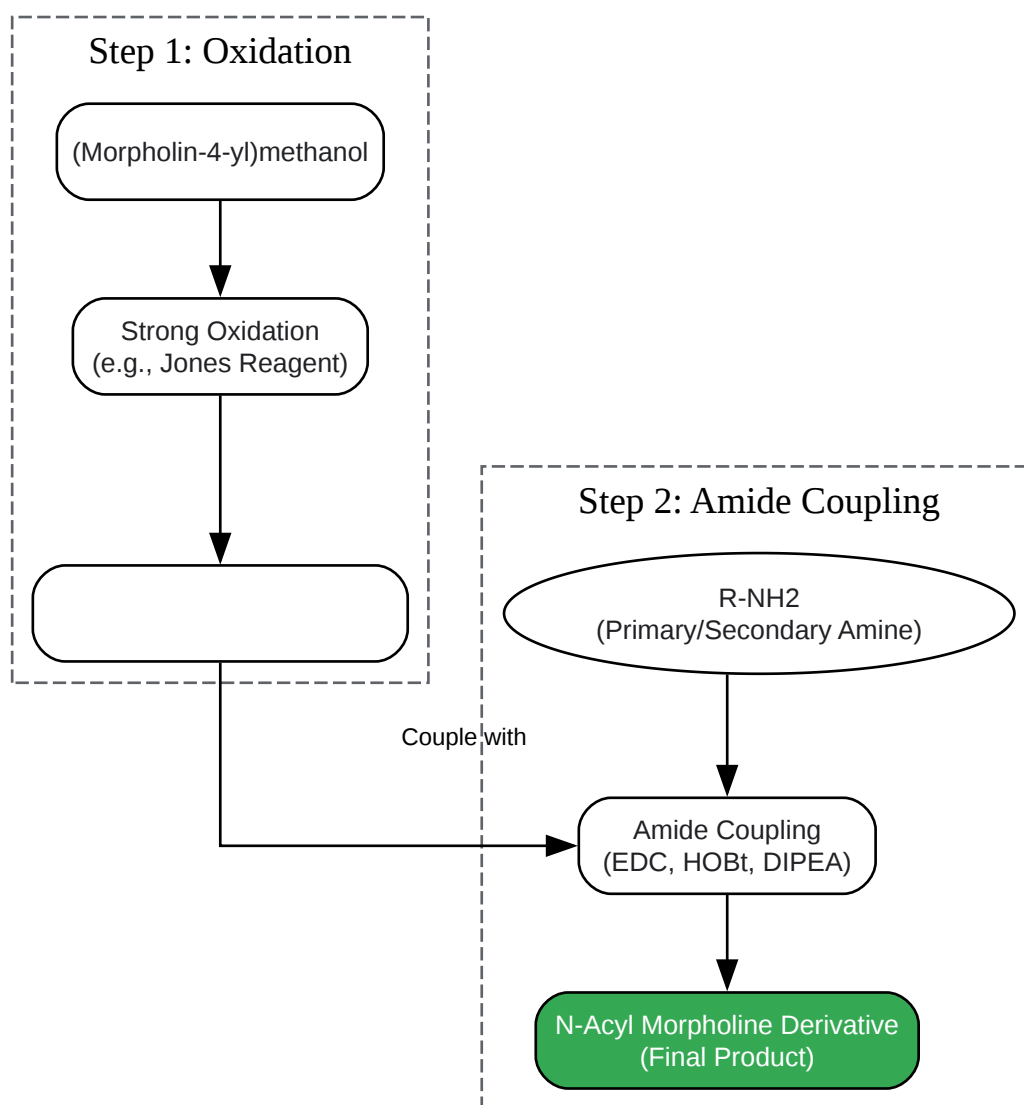 Step 1: Oxidation
(Morpholin-4-yl)methanol
Strong Oxidation
(e.g., Jones Reagent)
Step 2: Amide Coupling
R-NH2
(Primary/Secondary Amine)
Couple with
Amide Coupling
(EDC, HOBt, DIPEA)
N-Acyl Morpholine Derivative
(Final Product)